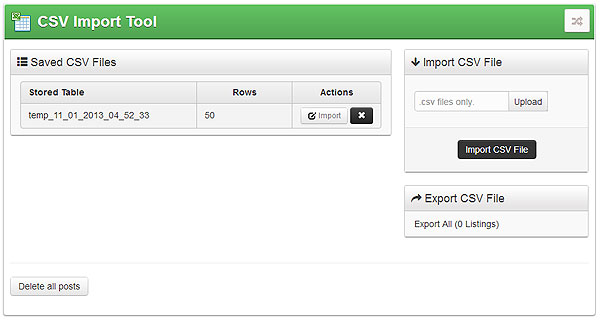 CSV Import Tool
Saved CSV Files
Stored Table Rows Actions
temp_11_01_2013_04_52_33 50 Import
Import CSV File
.csv files only. Upload
Import CSV File
Export CSV File
Export All (0 Listings)
Delete all posts